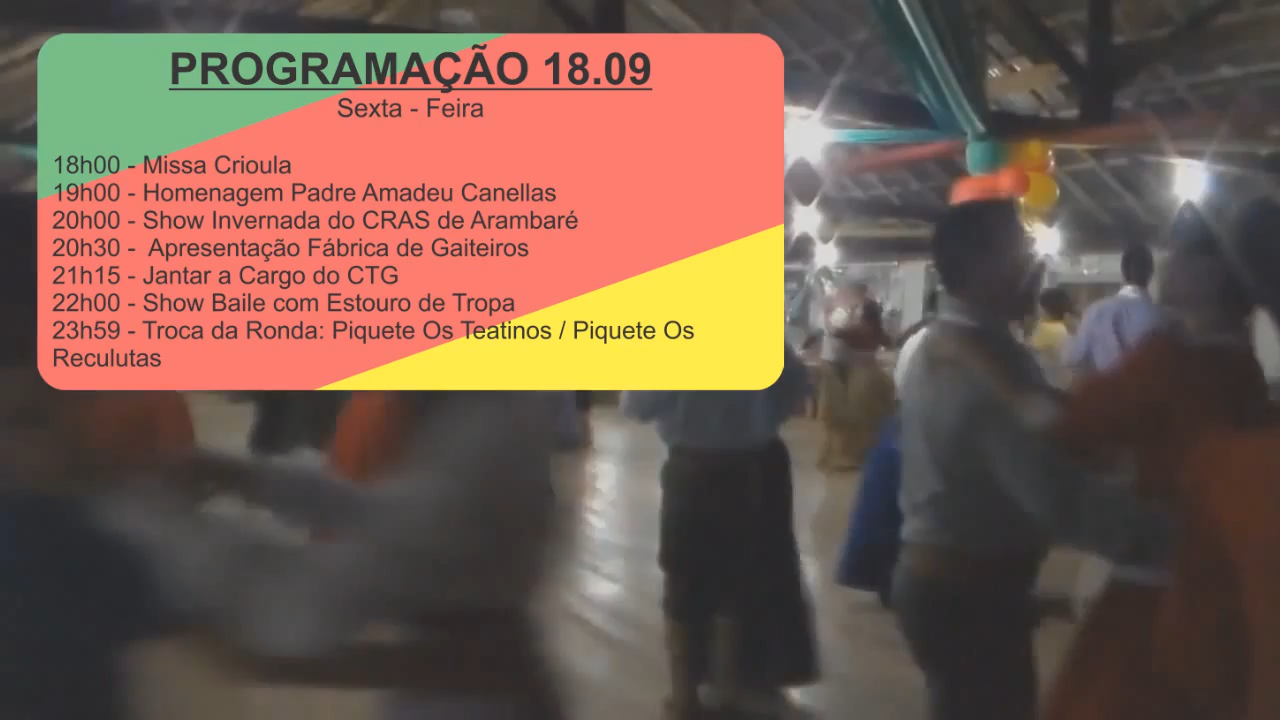 PROGRAMAÇÃO 18.09
Sexta - Feira
18h00 - Missa Crioula
19h00 - Homenagem Padre Amadeu Canellas
20h00 - Show Invernada do CRAS de Arambaré
20h30 - Apresentação Fábrica de Gaiteiros
21h15 - Jantar a Cargo do CTG
22h00 - Show Baile com Estouro de Tropa
23h59 - Troca da Ronda: Piquete Os Teatinos / Piquete Os
Reculutas